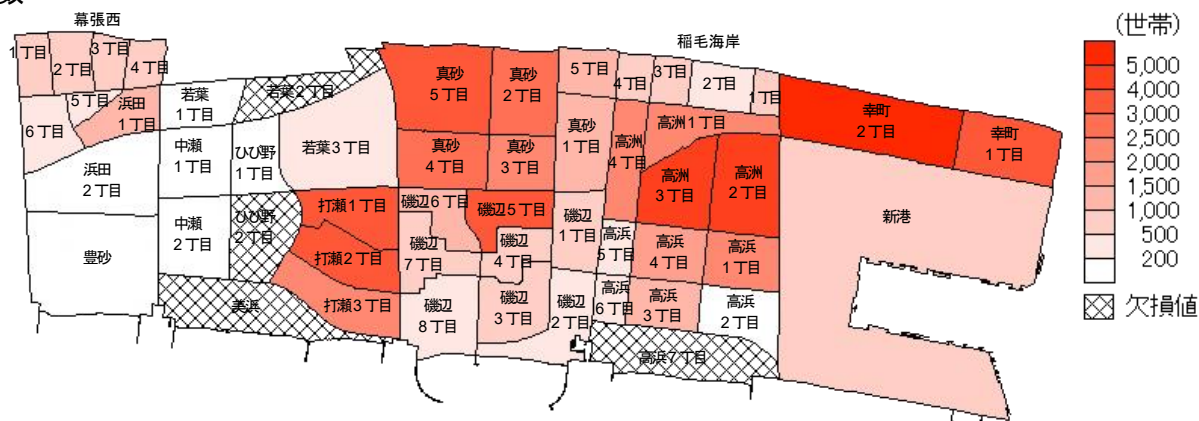 幕張西
1丁目
2丁目
3丁目
4丁目
5丁目
6丁目
浜田
1丁目
浜田
2丁目
豊砂
若葉
1丁目
若葉2丁目
若葉3丁目
中瀬
1丁目
中瀬
2丁目
ひび野
1丁目
ひび野
2丁目
美浜
打瀬1丁目
打瀬2丁目
打瀬3丁目
真砂
5丁目
真砂
2丁目
真砂
4丁目
真砂
3丁目
真砂
1丁目
磯辺6丁目
磯辺5丁目
磯辺
7丁目
磯辺
4丁目
磯辺
1丁目
磯辺
8丁目
磯辺
3丁目
磯辺
2丁目
稲毛海岸
5丁目
4丁目
3丁目
2丁目
1丁目
高洲1丁目
高洲
4丁目
高洲
3丁目
高洲
2丁目
高浜
5丁目
高浜
4丁目
高浜
1丁目
高浜
6丁目
高浜
3丁目
高浜
2丁目
高浜7丁目
幸町
2丁目
幸町
1丁目
新港
(世帯)
5,000
4,000
3,000
2,500
2,000
1,500
1,000
500
200
欠損値